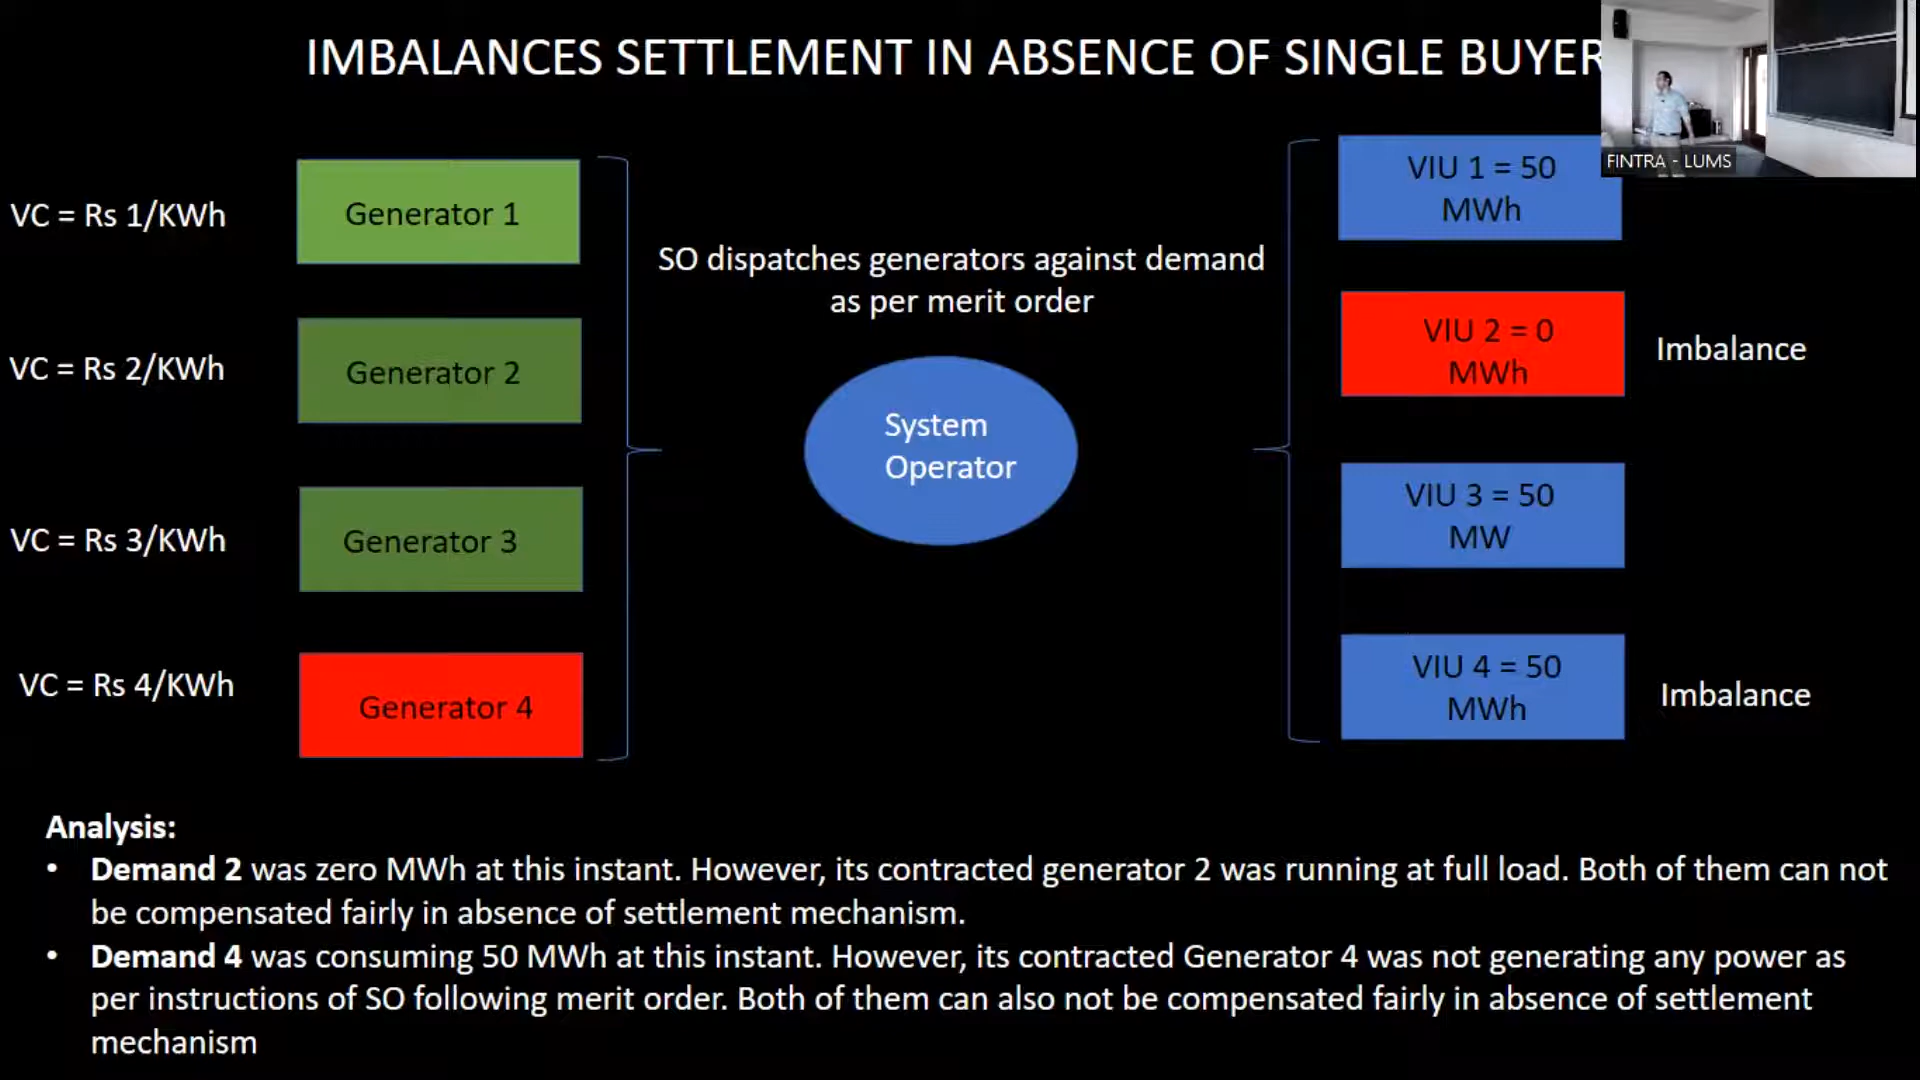 IMBALANCES SETTLEMENT IN ABSENCE OF SINGLE BUYER
FINTRA - LUMS
VC = Rs 1/KWh
Generator 1
VC = Rs 2/KWh
Generator 2
VC = Rs 3/KWh
Generator 3
VC = Rs 4/KWh
Generator 4
SO dispatches generators against demand
as per merit order
System
Operator
VIU 1 = 50
MWh
VIU 2 = 0
MWh
Imbalance
VIU 3 = 50
MW
VIU 4 = 50
MWh
Imbalance
Analysis:
• Demand 2 was zero MWh at this instant. However, its contracted generator 2 was running at full load. Both of them can not
be compensated fairly in absence of settlement mechanism.
• Demand 4 was consuming 50 MWh at this instant. However, its contracted Generator 4 was not generating any power as
per instructions of SO following merit order. Both of them can also not be compensated fairly in absence of settlement
mechanism